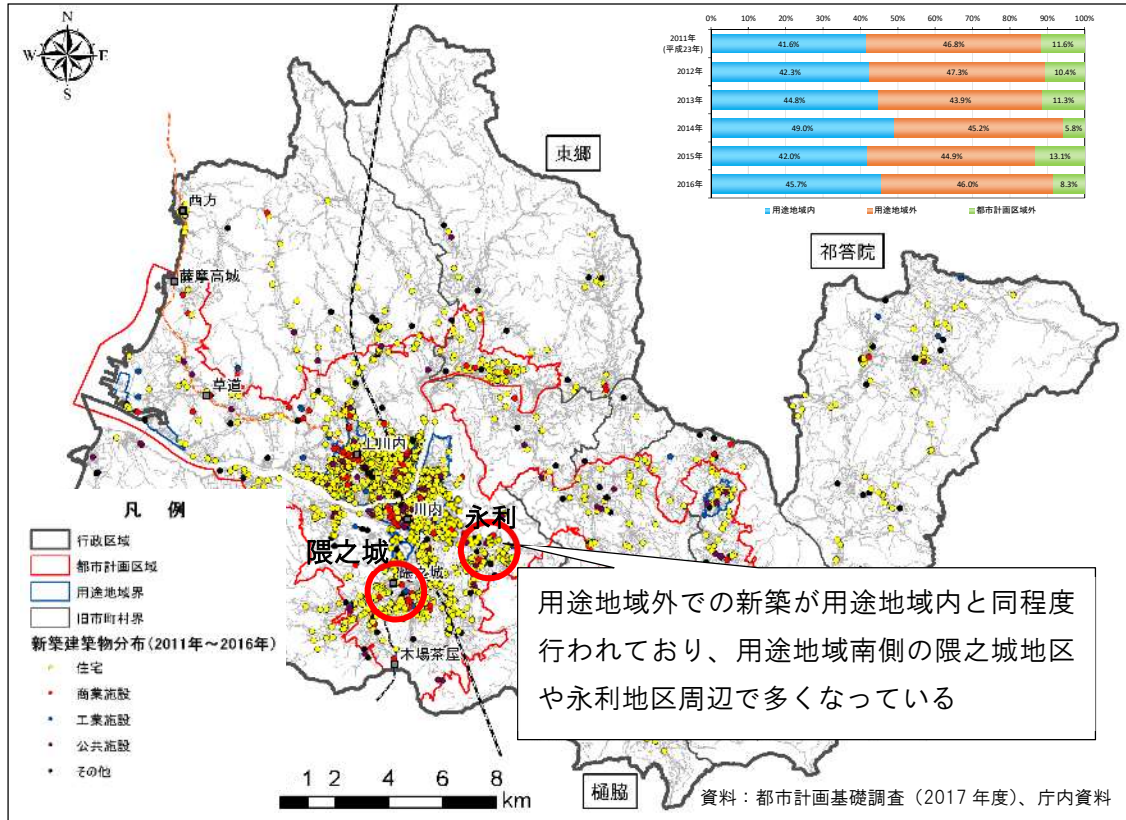 N
W
E
S
0% 10% 20% 30% 40% 50% 60% 70% 80% 90% 100%
2011年
(平成23年)
41.6% 46.8% 11.6%
2012年 42.3% 47.3% 10.4%
2013年 44.8% 43.9% 11.3%
2014年 49.0% 45.2% 5.8%
2015年 42.0% 44.9% 13.1%
2016年 45.7% 46.0% 8.3%
用途地域内 用途地域外 都市計画区域外
東郷
西方
祁答院
薩摩高城
草道
上川内
川内
永利
隈之城
隈之城
木場茶屋
凡 例
行政区域
都市計画区域
用途地域界
旧市町村界
新築建築物分布(2011年～2016年)
住宅
商業施設
工業施設
公共施設
その他
用途地域外での新築が用途地域内と同程度
行われており、用途地域南側の隈之城地区
や永利地区周辺で多くなっている
1 2 4 6 8
km
樋脇
資料：都市計画基礎調査（2017 年度）、庁内資料